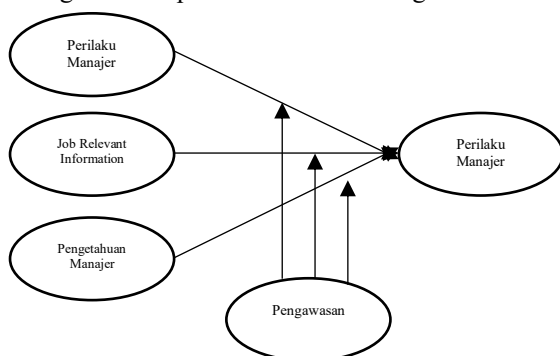 Perilaku
Manajer
Job Relevant
Information
Perilaku
Manajer
Pengetahuan
Manajer
Pengawasan